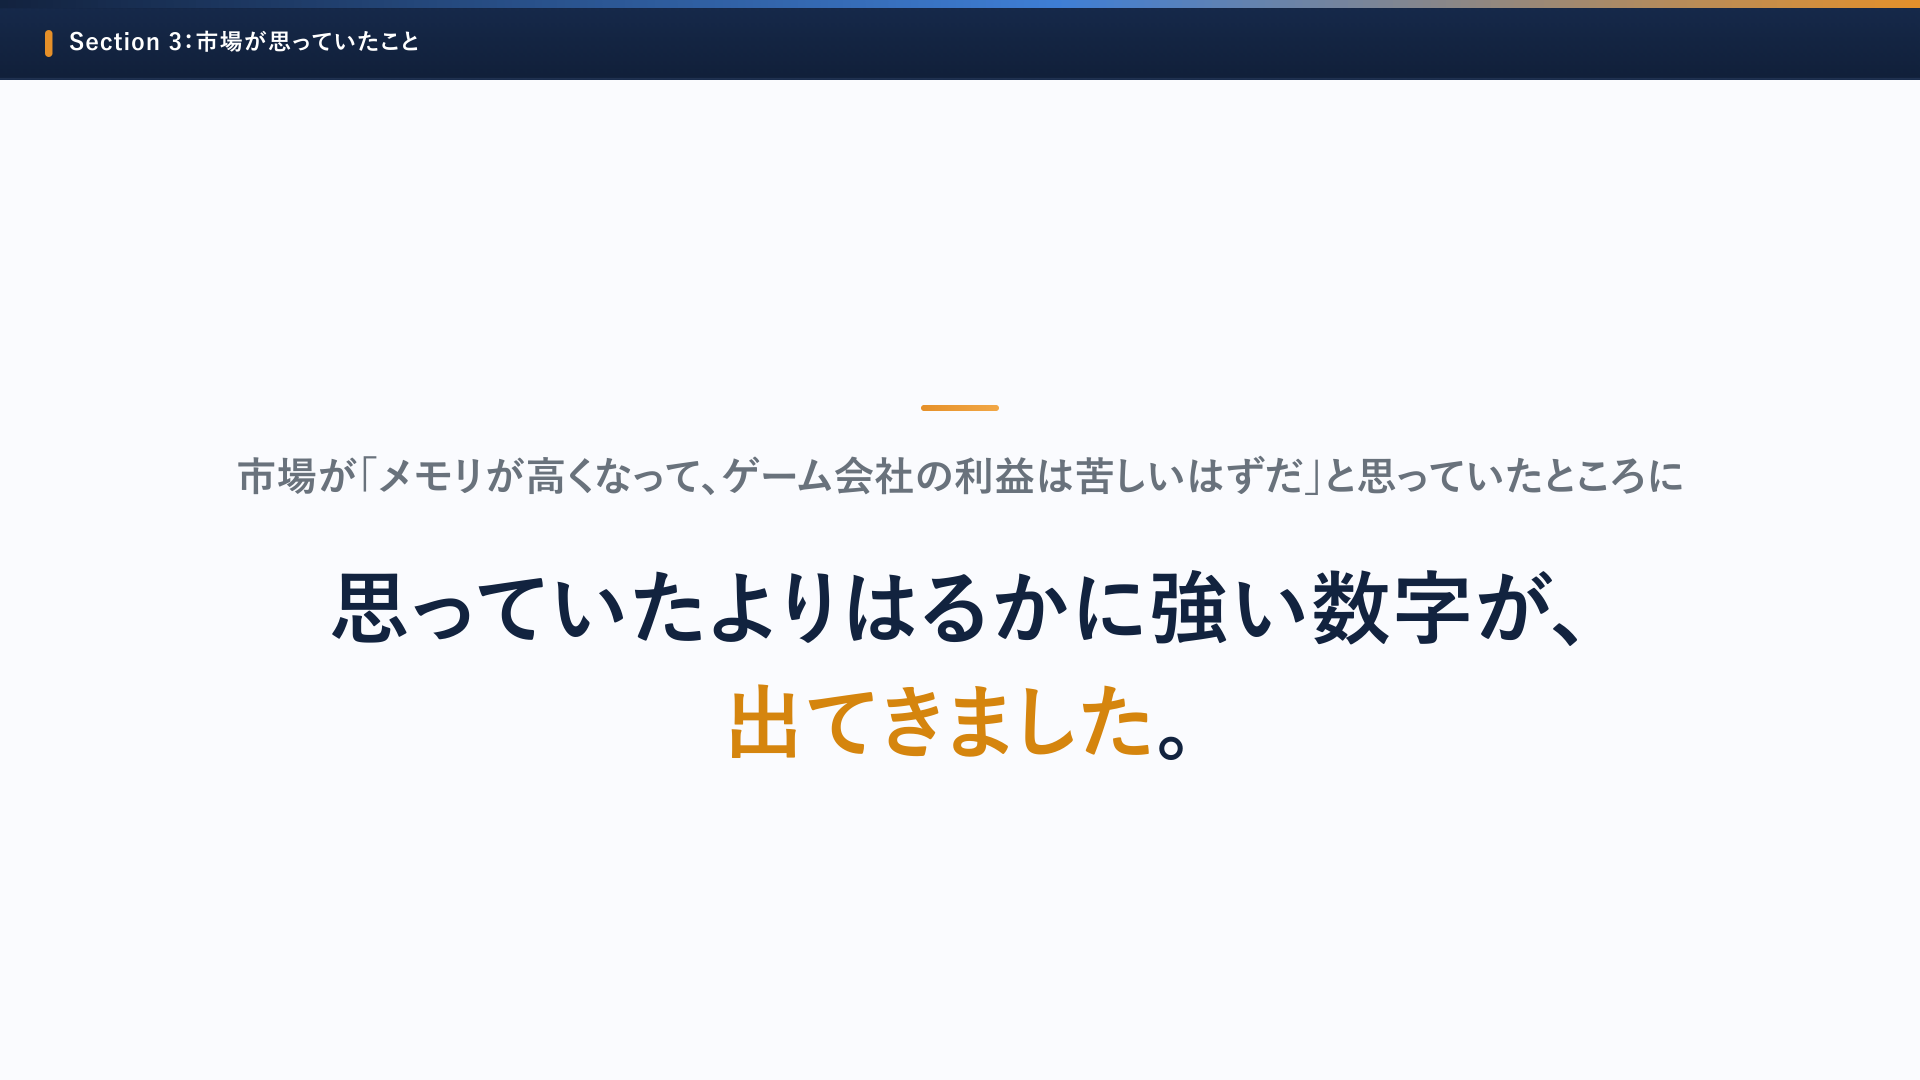 Section 3：市場が思っていたこと
市場が「メモリが高くなって、ゲーム会社の利益は苦しいはずだ」と思っていたところに
思っていたよりはるかに強い数字が、
出てきました。